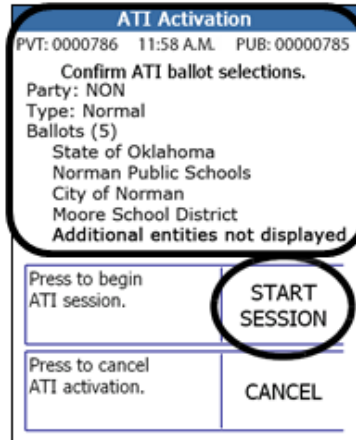 ATI Activation
PVT: 0000786 11:58 A.M. PUB: 00000785
Confirm ATI ballot selections.
Party: NON
Type: Normal
Ballots (5)
State of Oklahoma
Norman Public Schools
City of Norman
Moore School District
Additional entities not displayed
Press to begin
ATI session.
START
SESSION
Press to cancel
ATI activation.
CANCEL